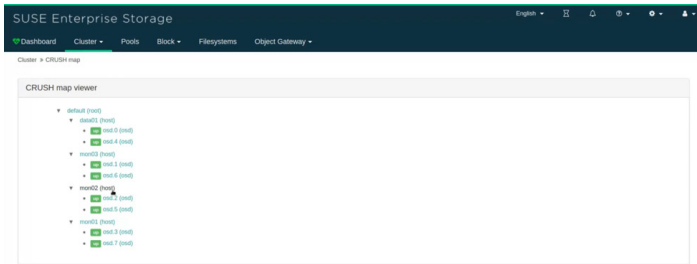 SUSE Enterprise Storage
English
Dashboard Cluster Pools Block Filesystems Object Gateway
Cluster » CRUSH map
CRUSH map viewer
default (root)
data01 (host)
up osd.0 (osd)
up osd.4 (osd)
mon03 (host)
up osd.1 (osd)
up osd.6 (osd)
mon02 (host)
up osd.2 (osd)
up osd.5 (osd)
mon01 (host)
up osd.3 (osd)
up osd.7 (osd)